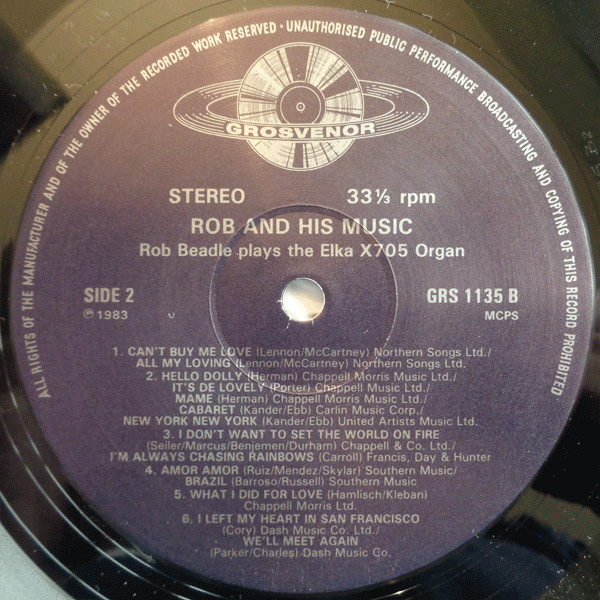 ALL RIGHTS OF THE MANUFACTURER AND OF THE OWNER OF THE RECORDED WORK RESERVED · UNAUTHORISED PUBLIC PERFORMANCE BROADCASTING AND COPYING OF THIS RECORD PROHIBITED
GROSVENOR
STEREO 33⅓ rpm
ROB AND HIS MUSIC
Rob Beadle plays the Elka X705 Organ
SIDE 2 GRS 1135 B
℗ 1983 MCPS
1. CAN'T BUY ME LOVE (Lennon/McCartney) Northern Songs Ltd./
ALL MY LOVING (Lennon/McCartney) Northern Songs Ltd.
2. HELLO DOLLY (Herman) Chappell Morris Music Ltd./
IT'S DE LOVELY (Porter) Chappell Music Ltd./
MAME (Herman) Chappell Morris Music Ltd./
CABARET (Kander/Ebb) Carlin Music Corp./
NEW YORK NEW YORK (Kander/Ebb) United Artists Music Ltd.
3. I DON'T WANT TO SET THE WORLD ON FIRE
(Seiler/Marcus/Benjemen/Durham) Chappell & Co. Ltd./
I'M ALWAYS CHASING RAINBOWS (Carroll) Francis, Day & Hunter
4. AMOR AMOR (Ruiz/Mendez/Skylar) Southern Music/
BRAZIL (Barroso/Russell) Southern Music
5. WHAT I DID FOR LOVE (Hamlisch/Kleban)
Chappell Morris Ltd.
6. I LEFT MY HEART IN SAN FRANCISCO
(Cory) Dash Music Co. Ltd./
WE'LL MEET AGAIN
(Parker/Charles) Dash Music Co.